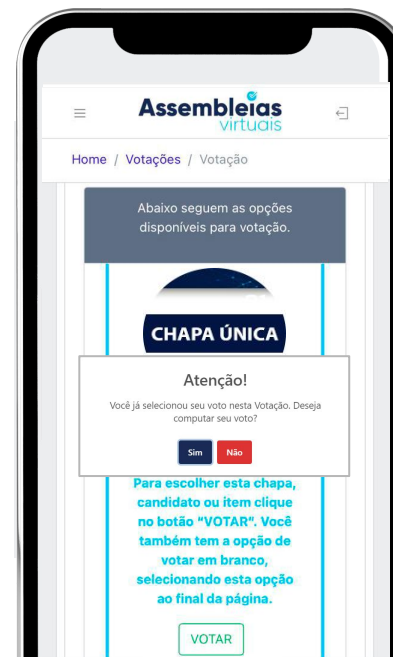 Assembleias
virtuais
Home / Votações / Votação
Abaixo seguem as opções
disponíveis para votação.
CHAPA ÚNICA
Atenção!
Você já selecionou seu voto nesta Votação. Deseja
computar seu voto?
Sim Não
Para escolher esta chapa,
candidato ou item clique
no botão “VOTAR”. Você
também tem a opção de
votar em branco,
selecionando esta opção
ao final da página.
VOTAR